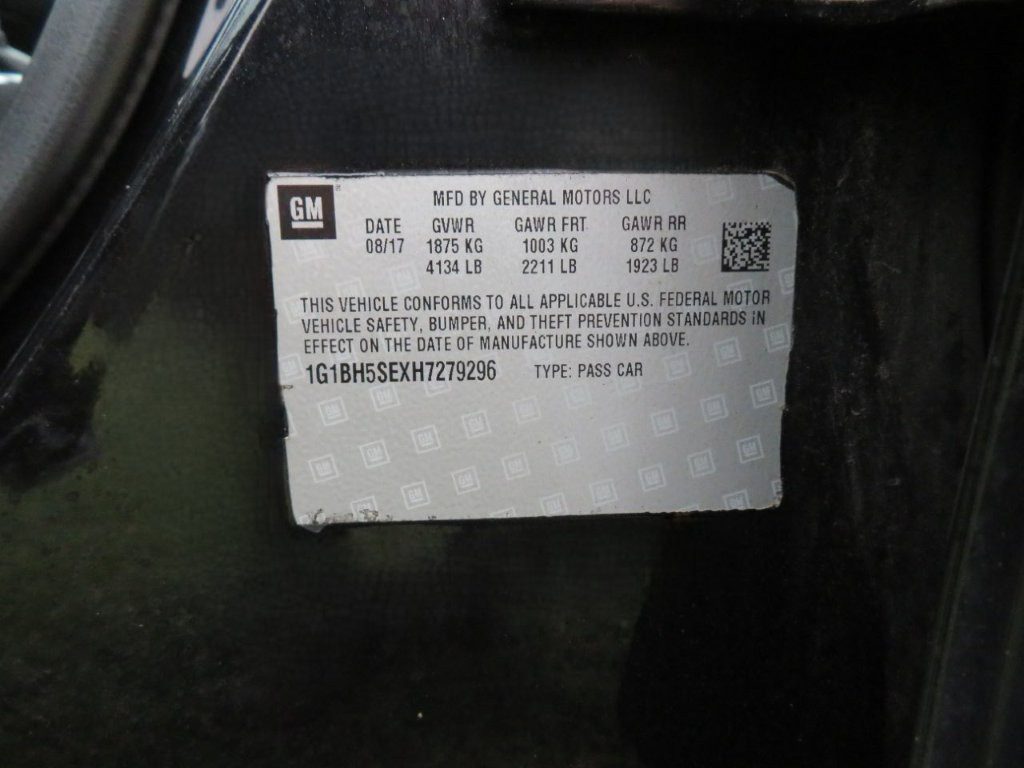 GM
MFD BY GENERAL MOTORS LLC
DATE GVWR GAWR FRT GAWR RR
08/17 1875 KG 1003 KG 872 KG
4134 LB 2211 LB 1923 LB
THIS VEHICLE CONFORMS TO ALL APPLICABLE U.S. FEDERAL MOTOR
VEHICLE SAFETY, BUMPER, AND THEFT PREVENTION STANDARDS IN
EFFECT ON THE DATE OF MANUFACTURE SHOWN ABOVE.
1G1BH5SEXH7279296 TYPE: PASS CAR